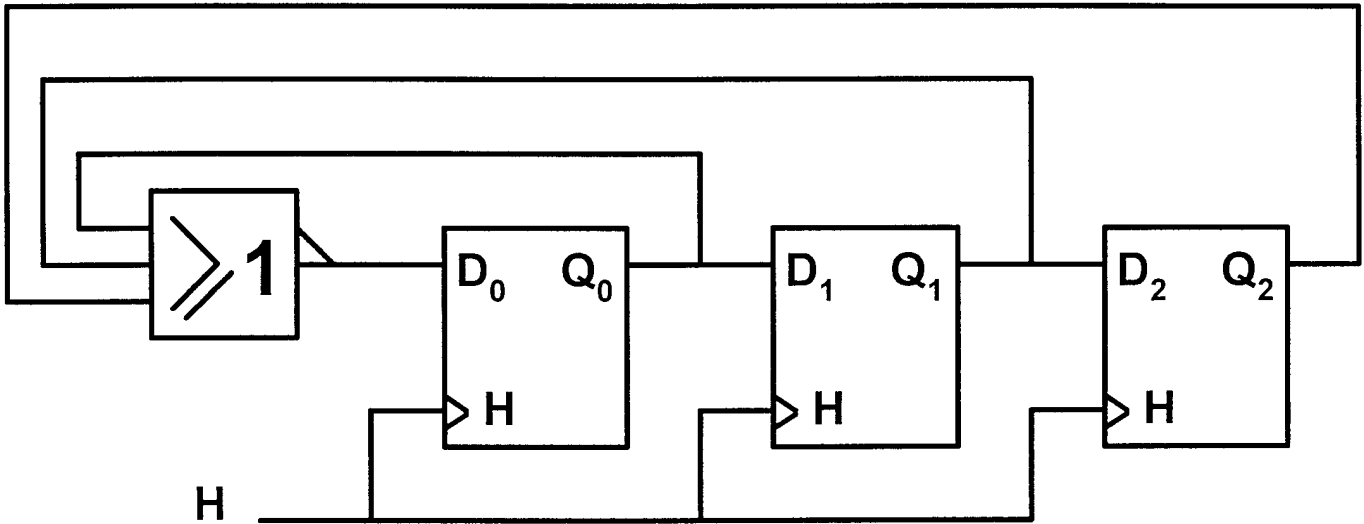 ≥ 1
D₀ Q₀ D₁ Q₁ D₂ Q₂
H H H
H